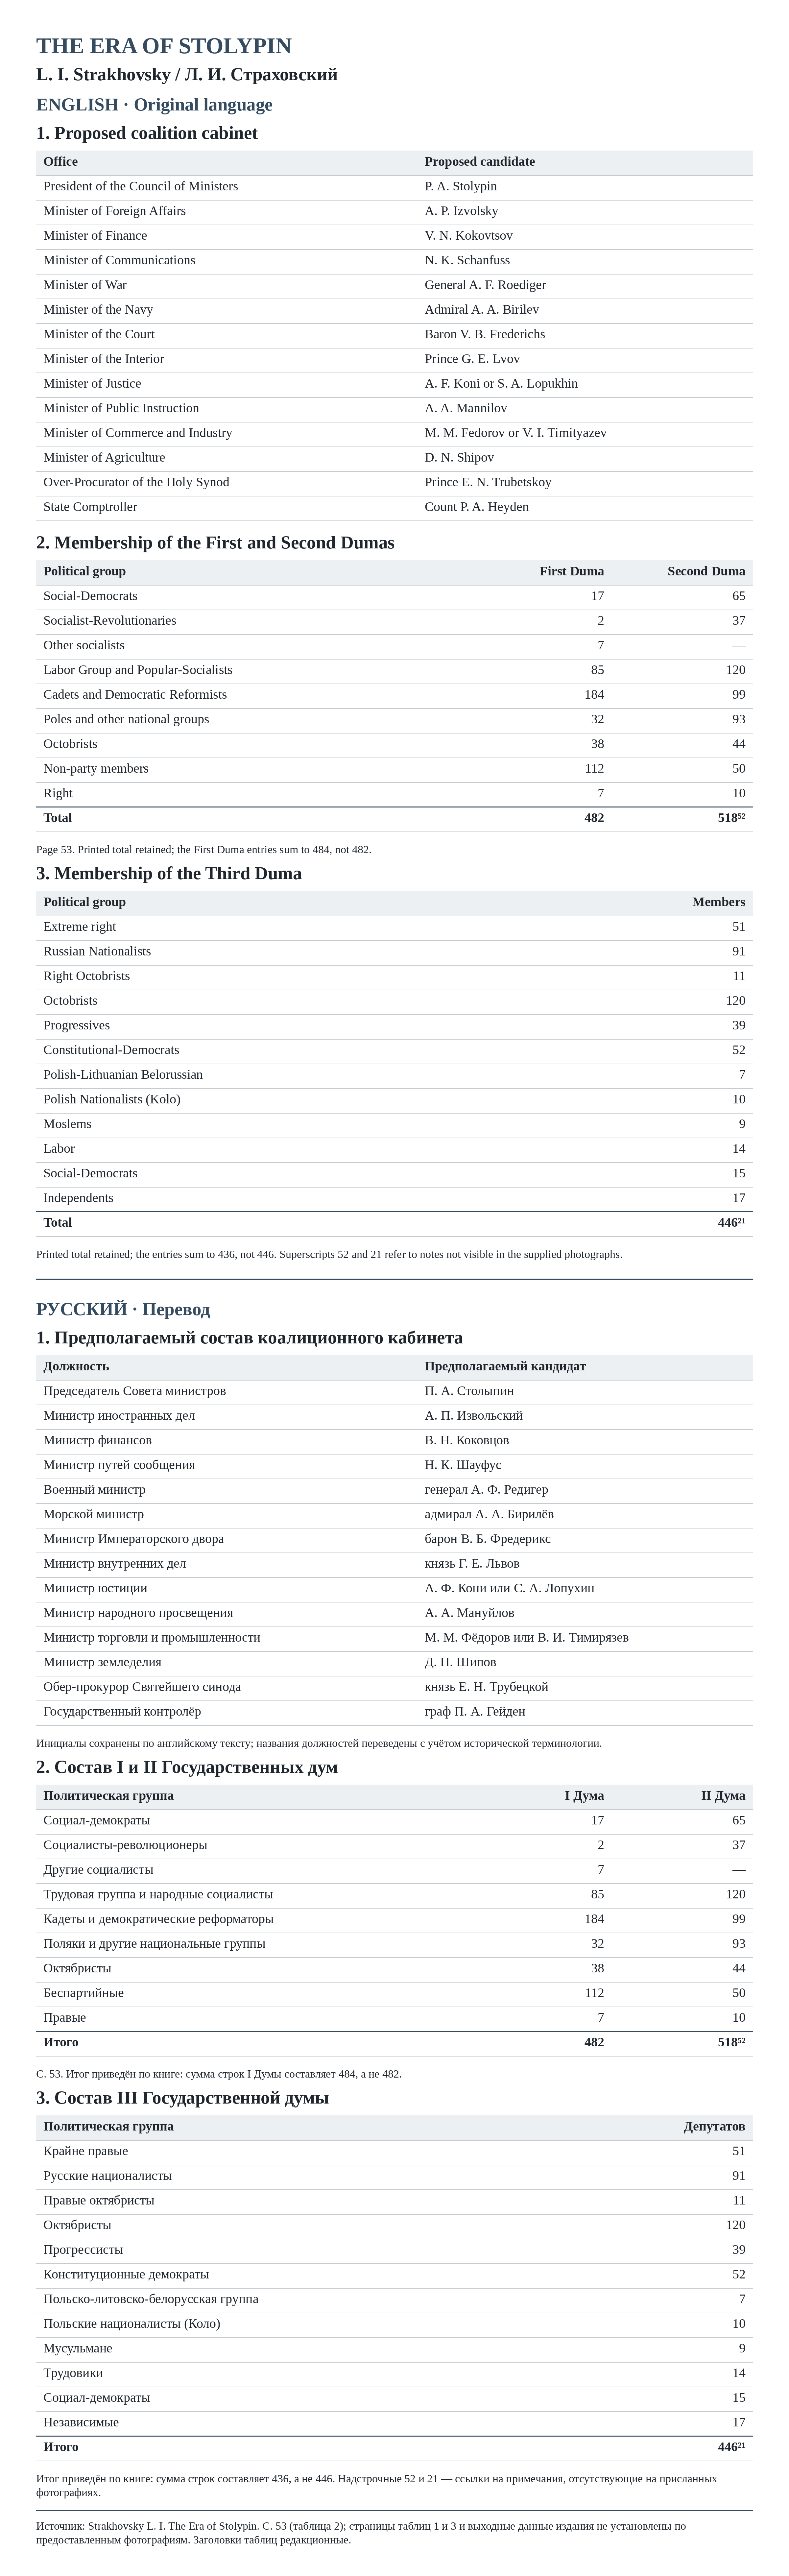 THE ERA OF STOLYPIN
L. I. Strakhovsky / Л. И. Страховский
ENGLISH · Original language
1. Proposed coalition cabinet
Office Proposed candidate
President of the Council of Ministers P. A. Stolypin
Minister of Foreign Affairs A. P. Izvolsky
Minister of Finance V. N. Kokovtsov
Minister of Communications N. K. Schanfuss
Minister of War General A. F. Roediger
Minister of the Navy Admiral A. A. Birilev
Minister of the Court Baron V. B. Frederichs
Minister of the Interior Prince G. E. Lvov
Minister of Justice A. F. Koni or S. A. Lopukhin
Minister of Public Instruction A. A. Mannilov
Minister of Commerce and Industry M. M. Fedorov or V. I. Timityazev
Minister of Agriculture D. N. Shipov
Over-Procurator of the Holy Synod Prince E. N. Trubetskoy
State Comptroller Count P. A. Heyden
2. Membership of the First and Second Dumas
Political group First Duma Second Duma
Social-Democrats 17 65
Socialist-Revolutionaries 2 37
Other socialists 7 —
Labor Group and Popular-Socialists 85 120
Cadets and Democratic Reformists 184 99
Poles and other national groups 32 93
Octobrists 38 44
Non-party members 112 50
Right 7 10
Total 482 518⁵²
Page 53. Printed total retained; the First Duma entries sum to 484, not 482.
3. Membership of the Third Duma
Political group Members
Extreme right 51
Russian Nationalists 91
Right Octobrists 11
Octobrists 120
Progressives 39
Constitutional-Democrats 52
Polish-Lithuanian Belorussian 7
Polish Nationalists (Kolo) 10
Moslems 9
Labor 14
Social-Democrats 15
Independents 17
Total 446²¹
Printed total retained; the entries sum to 436, not 446. Superscripts 52 and 21 refer to notes not visible in the supplied photographs.
РУССКИЙ · Перевод
1. Предполагаемый состав коалиционного кабинета
Должность Предполагаемый кандидат
Председатель Совета министров П. А. Столыпин
Министр иностранных дел А. П. Извольский
Министр финансов В. Н. Коковцов
Министр путей сообщения Н. К. Шауфус
Военный министр генерал А. Ф. Редигер
Морской министр адмирал А. А. Бирилёв
Министр Императорского двора барон В. Б. Фредерикс
Министр внутренних дел князь Г. Е. Львов
Министр юстиции А. Ф. Кони или С. А. Лопухин
Министр народного просвещения А. А. Мануйлов
Министр торговли и промышленности М. М. Фёдоров или В. И. Тимирязев
Министр земледелия Д. Н. Шипов
Обер-прокурор Святейшего синода князь Е. Н. Трубецкой
Государственный контролёр граф П. А. Гейден
Инициалы сохранены по английскому тексту; названия должностей переведены с учётом исторической терминологии.
2. Состав I и II Государственных дум
Политическая группа I Дума II Дума
Социал-демократы 17 65
Социалисты-революционеры 2 37
Другие социалисты 7 —
Трудовая группа и народные социалисты 85 120
Кадеты и демократические реформаторы 184 99
Поляки и другие национальные группы 32 93
Октябристы 38 44
Беспартийные 112 50
Правые 7 10
Итого 482 518⁵²
С. 53. Итог приведён по книге: сумма строк I Думы составляет 484, а не 482.
3. Состав III Государственной думы
Политическая группа Депутатов
Крайне правые 51
Русские националисты 91
Правые октябристы 11
Октябристы 120
Прогрессисты 39
Конституционные демократы 52
Польско-литовско-белорусская группа 7
Польские националисты (Коло) 10
Мусульмане 9
Трудовики 14
Социал-демократы 15
Независимые 17
Итого 446²¹
Итог приведён по книге: сумма строк составляет 436, а не 446. Надстрочные 52 и 21 — ссылки на примечания, отсутствующие на присланных
фотографиях.
Источник: Strakhovsky L. I. The Era of Stolypin. С. 53 (таблица 2); страницы таблиц 1 и 3 и выходные данные издания не установлены по
предоставленным фотографиям. Заголовки таблиц редакционные.